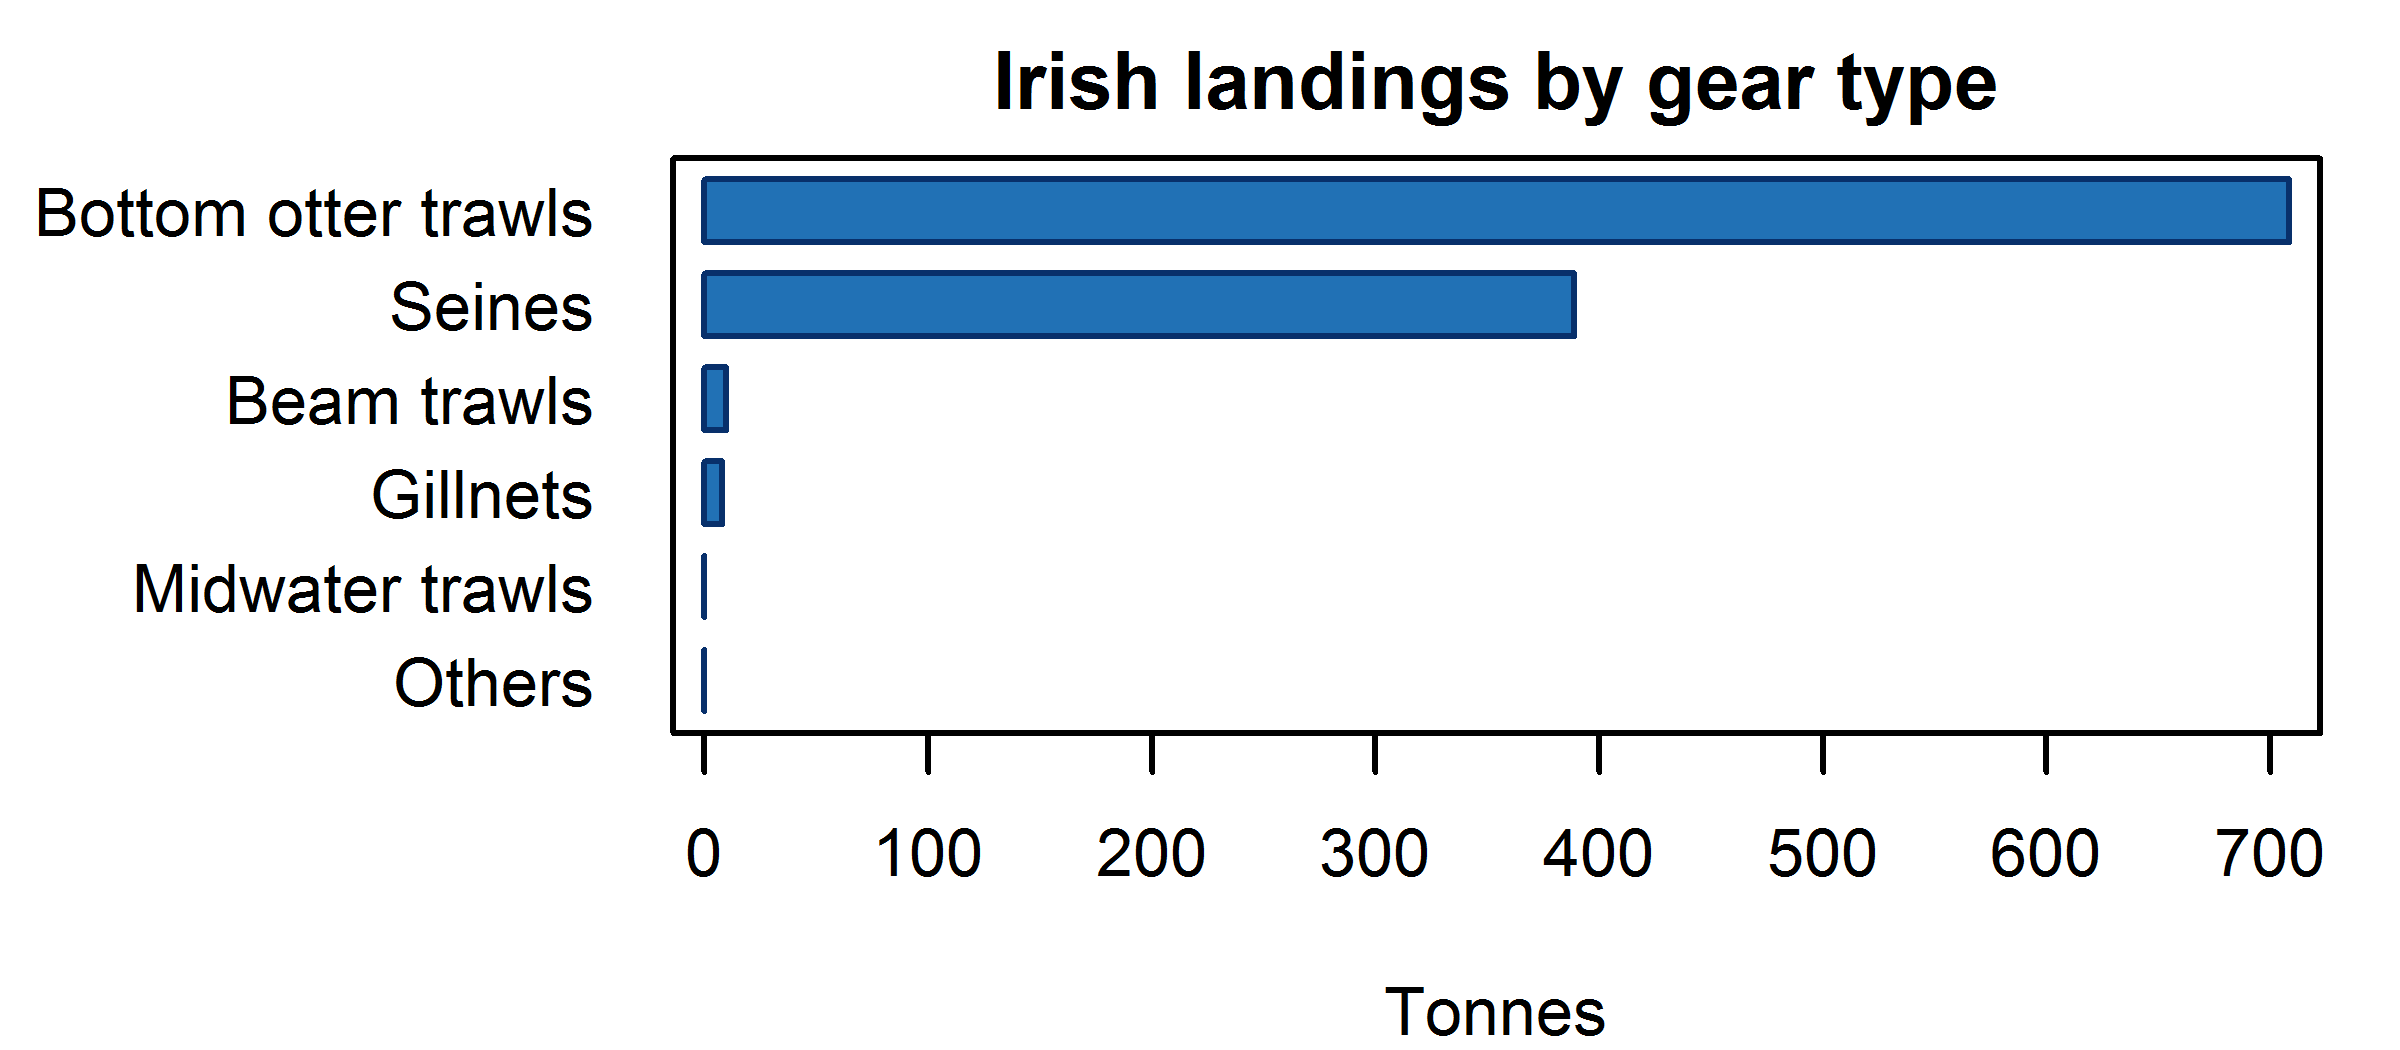 Irish landings by gear type
Bottom otter trawls
Seines
Beam trawls
Gillnets
Midwater trawls
Others
0 100 200 300 400 500 600 700
Tonnes